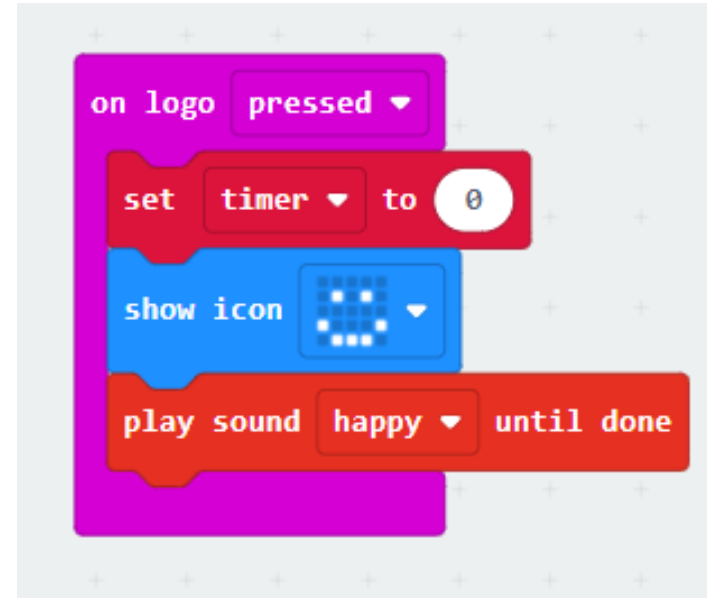 on logo pressed
set timer to 0
show icon
play sound happy until done